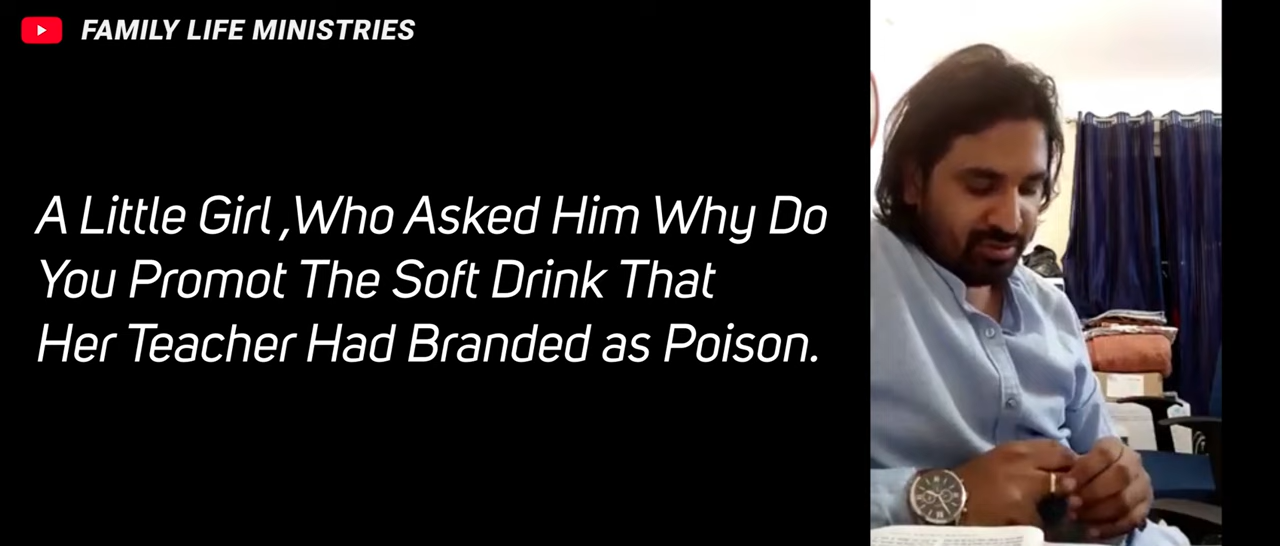 FAMILY LIFE MINISTRIES
A Little Girl ,Who Asked Him Why Do
You Promot The Soft Drink That
Her Teacher Had Branded as Poison.